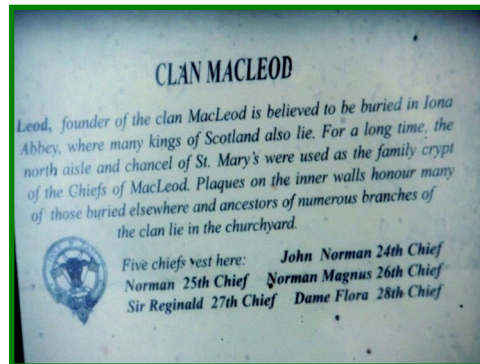 CLAN MACLEOD
Leod, founder of the clan MacLeod is believed to be buried in Iona
Abbey, where many kings of Scotland also lie. For a long time, the
north aisle and chancel of St. Mary's were used as the family crypt
of the Chiefs of MacLeod. Plaques on the inner walls honour many
of those buried elsewhere and ancestors of numerous branches of
the clan lie in the churchyard.
Five chiefs rest here: John Norman 24th Chief
Norman 25th Chief Norman Magnus 26th Chief
Sir Reginald 27th Chief Dame Flora 28th Chief